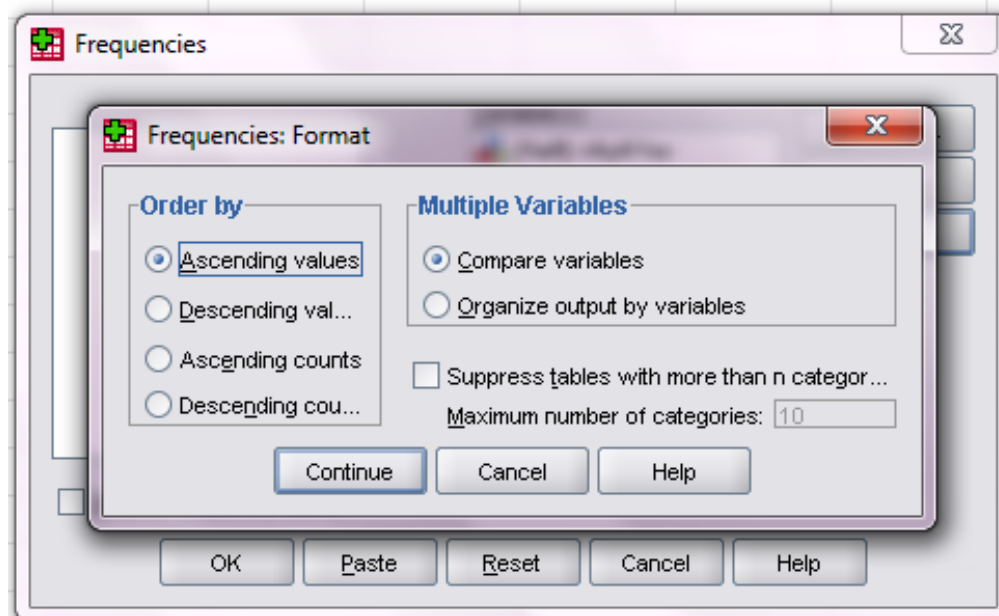 Frequencies
Frequencies: Format
Order by
Ascending values
Descending val...
Ascending counts
Descending cou...
Multiple Variables
Compare variables
Organize output by variables
Suppress tables with more than n categor...
Maximum number of categories: 10
Continue Cancel Help
OK Paste Reset Cancel Help